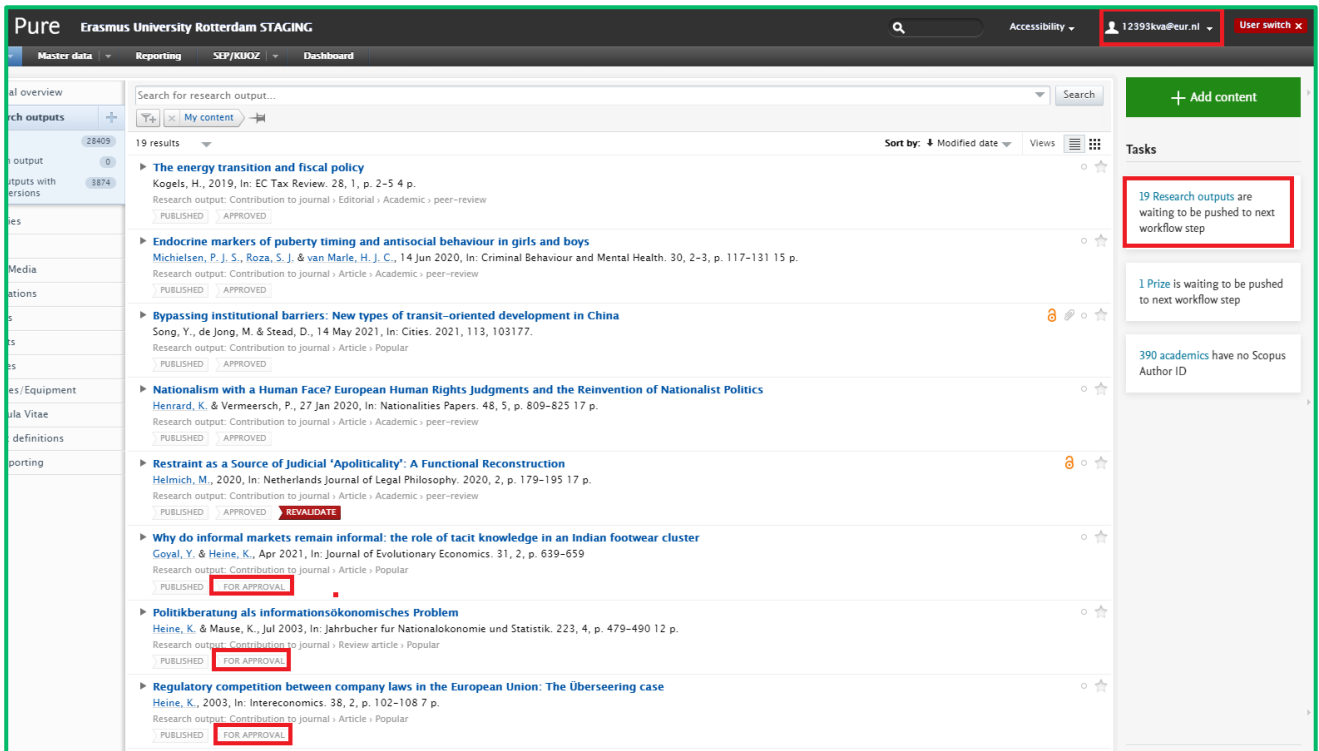 Pure Erasmus University Rotterdam STAGING
Accessibility
12393kva@eur.nl
User switch x
Master data
Reporting
SEP/KUOZ
Dashboard
al overview
rch outputs
28409
output 0
utputs with 3874
ersions
ies
Media
ations
s
ts
es
es/Equipment
ula Vitae
definitions
porting
Search for research output...
Search
My content
19 results
Sort by: Modified date
Views
The energy transition and fiscal policy
Kogels, H., 2019, In: EC Tax Review. 28, 1, p. 2-5 4 p.
Research output: Contribution to journal › Editorial › Academic › peer-review
PUBLISHED APPROVED
Endocrine markers of puberty timing and antisocial behaviour in girls and boys
Michielsen, P. J. S., Roza, S. J. & van Marle, H. J. C., 14 Jun 2020, In: Criminal Behaviour and Mental Health. 30, 2-3, p. 117-131 15 p.
Research output: Contribution to journal › Article › Academic › peer-review
PUBLISHED APPROVED
Bypassing institutional barriers: New types of transit-oriented development in China
Song, Y., de Jong, M. & Stead, D., 14 May 2021, In: Cities. 2021, 113, 103177.
Research output: Contribution to journal › Article › Popular
PUBLISHED APPROVED
Nationalism with a Human Face? European Human Rights Judgments and the Reinvention of Nationalist Politics
Henrard, K. & Vermeersch, P., 27 Jan 2020, In: Nationalities Papers. 48, 5, p. 809-825 17 p.
Research output: Contribution to journal › Article › Academic › peer-review
PUBLISHED APPROVED
Restraint as a Source of Judicial ‘Apoliticality’: A Functional Reconstruction
Helmich, M., 2020, In: Netherlands Journal of Legal Philosophy. 2020, 2, p. 179-195 17 p.
Research output: Contribution to journal › Article › Academic › peer-review
PUBLISHED APPROVED REVALIDATE
Why do informal markets remain informal: the role of tacit knowledge in an Indian footwear cluster
Goyal, Y. & Heine, K., Apr 2021, In: Journal of Evolutionary Economics. 31, 2, p. 639-659
Research output: Contribution to journal › Article › Popular
PUBLISHED FOR APPROVAL
Politikberatung als informationsökonomisches Problem
Heine, K. & Mause, K., Jul 2003, In: Jahrbucher fur Nationalokonomie und Statistik. 223, 4, p. 479-490 12 p.
Research output: Contribution to journal › Review article › Popular
PUBLISHED FOR APPROVAL
Regulatory competition between company laws in the European Union: The Überseering case
Heine, K., 2003, In: Intereconomics. 38, 2, p. 102-108 7 p.
Research output: Contribution to journal › Article › Popular
PUBLISHED FOR APPROVAL
+ Add content
Tasks
19 Research outputs are
waiting to be pushed to next
workflow step
1 Prize is waiting to be pushed
to next workflow step
390 academics have no Scopus
Author ID